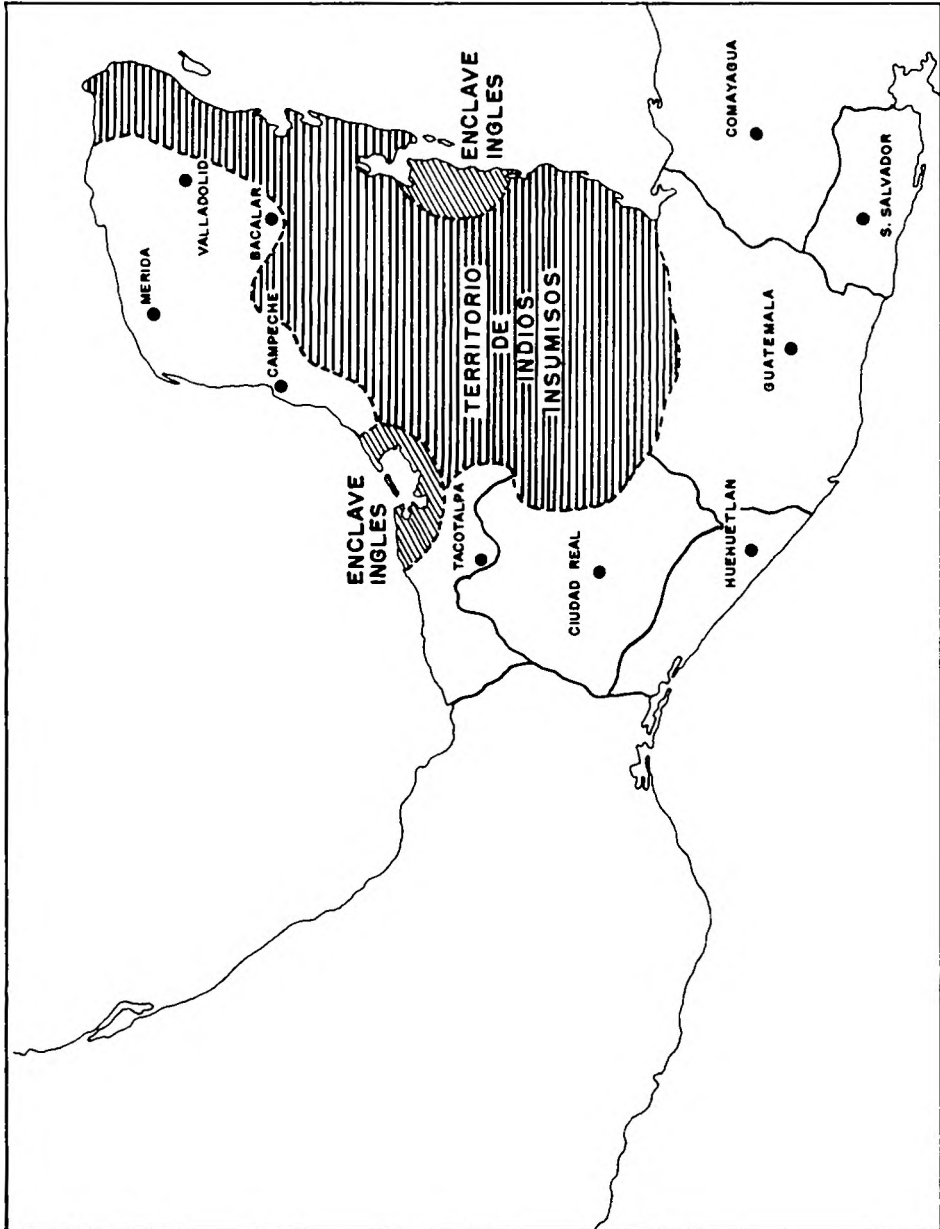 MERIDA
VALLADOLID
BACALAR
CAMPECHE
ENCLAVE
INGLES
ENCLAVE
INGLES
TERRITORIO
DE
INDIOS
INSUMISOS
TACOTALPA
CIUDAD REAL
HUEHUETLAN
GUATEMALA
COMAYAGUA
S. SALVADOR